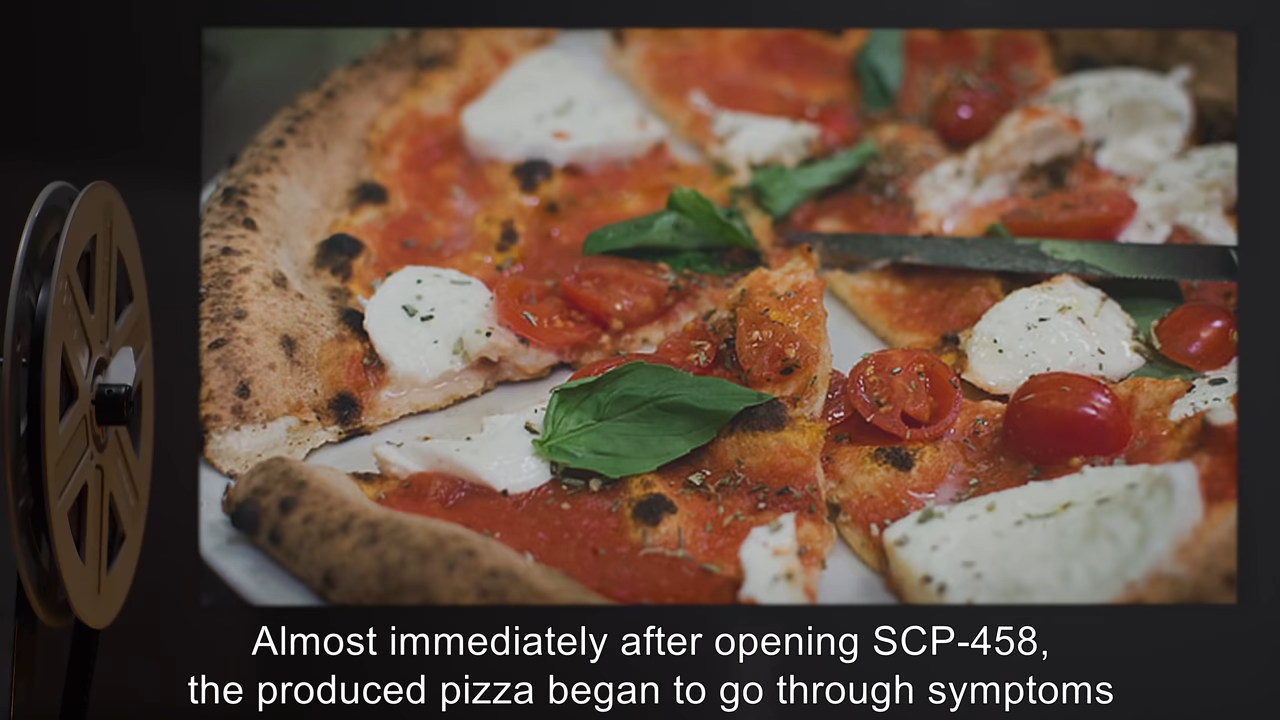 Almost immediately after opening SCP-458,
the produced pizza began to go through symptoms